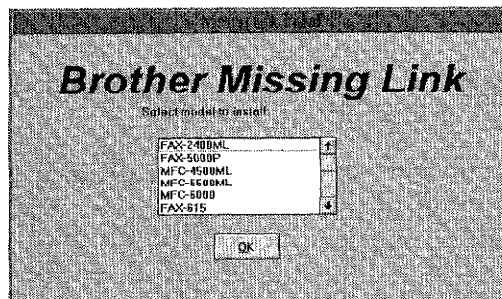 Brother Missing Link
Select model to install
FAX-2400ML
FAX-5000P
MFC-4500ML
MFC-6600ML
MFC-6000
FAX-615
OK